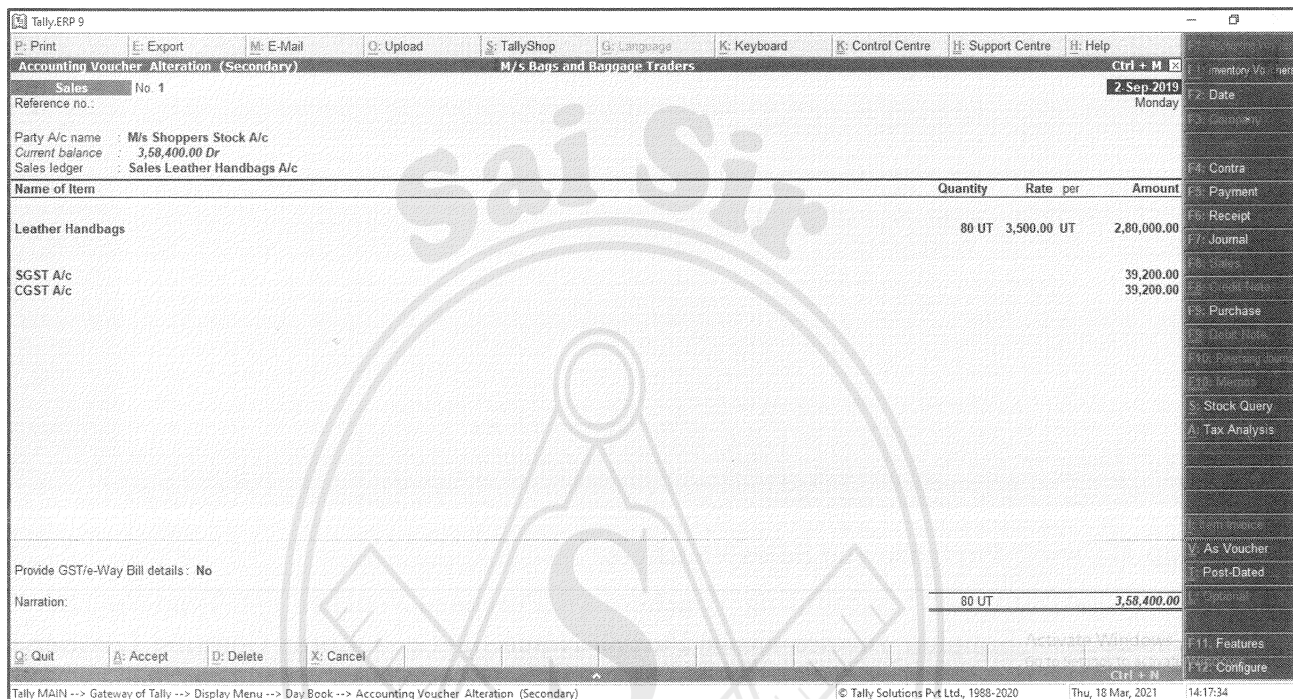 Tally.ERP 9
P: Print E: Export M: E-Mail O: Upload S: TallyShop G: Language K: Keyboard K: Control Centre H: Support Centre H: Help
Accounting Voucher Alteration (Secondary) M/s Bags and Baggage Traders Ctrl + M
Sales No. 1 2-Sep-2019
Reference no.: Monday
Party A/c name : M/s Shoppers Stock A/c
Current balance : 3,58,400.00 Dr
Sales ledger : Sales Leather Handbags A/c
Name of Item Quantity Rate per Amount
Leather Handbags 80 UT 3,500.00 UT 2,80,000.00
SGST A/c 39,200.00
CGST A/c 39,200.00
Provide GST/e-Way Bill details : No
Narration: 80 UT 3,58,400.00
Q: Quit A: Accept D: Delete X: Cancel
Ctrl + N
Tally MAIN --> Gateway of Tally --> Display Menu --> Day Book --> Accounting Voucher Alteration (Secondary) © Tally Solutions Pvt Ltd., 1988-2020 Thu, 18 Mar, 2021 14:17:34
F2: Date
F4: Contra
F5: Payment
F6: Receipt
F7: Journal
F9: Purchase
S: Stock Query
A: Tax Analysis
V: As Voucher
T: Post-Dated
F11: Features
F12: Configure
Activate Windows
Sai Sir
S